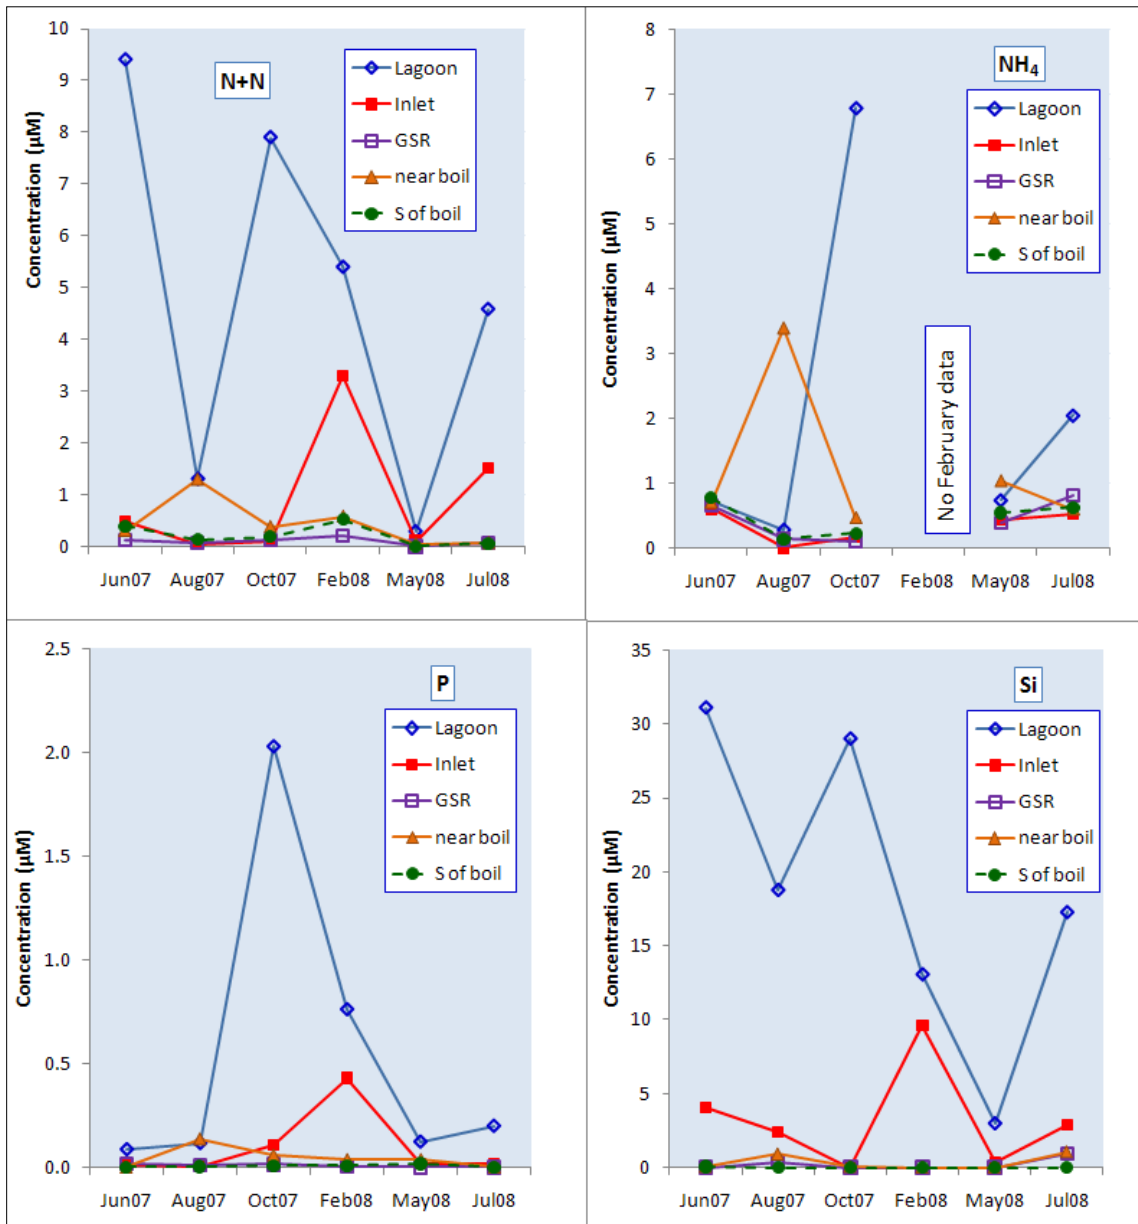 N+N
Lagoon
Inlet
GSR
near boil
S of boil
Concentration (µM)
10
9
8
7
6
5
4
3
2
1
0
Jun07 Aug07 Oct07 Feb08 May08 Jul08
NH4
Lagoon
Inlet
GSR
near boil
S of boil
No February data
Concentration (µM)
8
7
6
5
4
3
2
1
0
Jun07 Aug07 Oct07 Feb08 May08 Jul08
P
Lagoon
Inlet
GSR
near boil
S of boil
Concentration (µM)
2.5
2.0
1.5
1.0
0.5
0.0
Jun07 Aug07 Oct07 Feb08 May08 Jul08
Si
Lagoon
Inlet
GSR
near boil
S of boil
Concentration (µM)
35
30
25
20
15
10
5
0
Jun07 Aug07 Oct07 Feb08 May08 Jul08